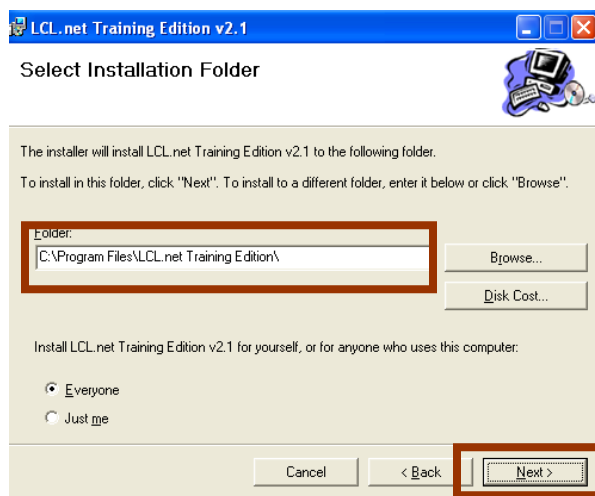 LCL.net Training Edition v2.1
Select Installation Folder
The installer will install LCL.net Training Edition v2.1 to the following folder.
To install in this folder, click "Next". To install to a different folder, enter it below or click "Browse".
Folder:
C:\Program Files\LCL.net Training Edition\
Browse...
Disk Cost...
Install LCL.net Training Edition v2.1 for yourself, or for anyone who uses this computer:
Everyone
Just me
Cancel
< Back
Next >